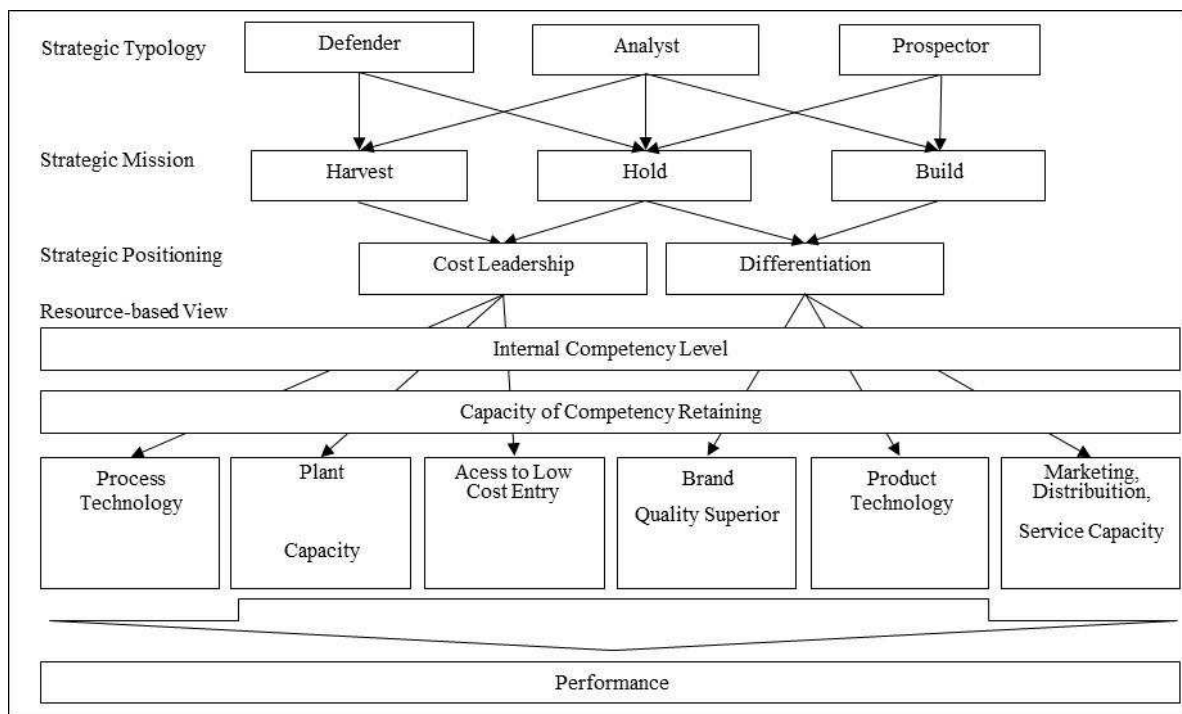 Strategic Typology
Defender
Analyst
Prospector
Strategic Mission
Harvest
Hold
Build
Strategic Positioning
Cost Leadership
Differentiation
Resource-based View
Internal Competency Level
Capacity of Competency Retaining
Process
Technology
Plant
Capacity
Acess to Low
Cost Entry
Brand
Quality Superior
Product
Technology
Marketing,
Distribuition,
Service Capacity
Performance